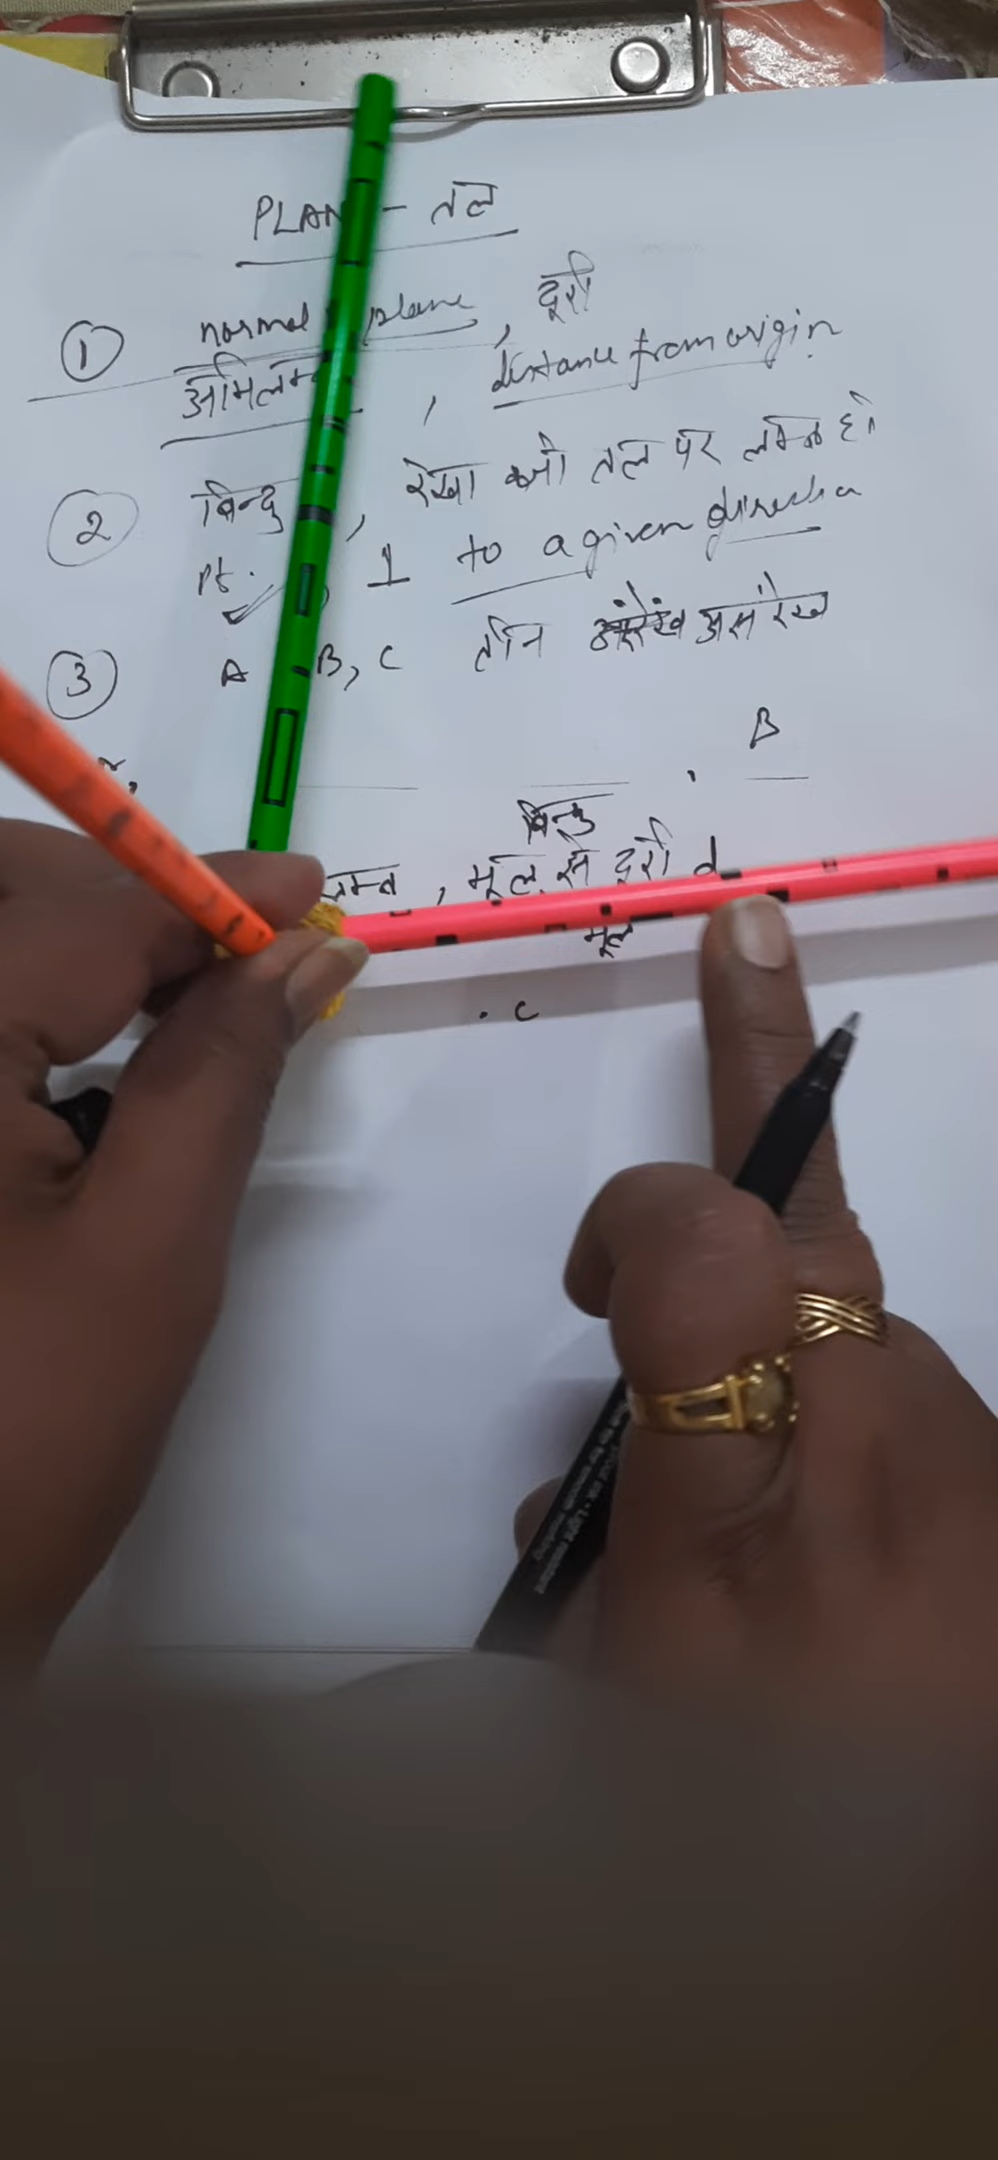 PLAN - तल
① normal plane, दूरी
अभिलम्ब , distance from origin
② बिन्दु , रेखा जो तल पर लम्ब हो
Pt. , ⊥ to a given direction
③ A B, C तीन असंरेख
B
बिन्दु
लम्ब , मूल से दूरी d
मूल
. C